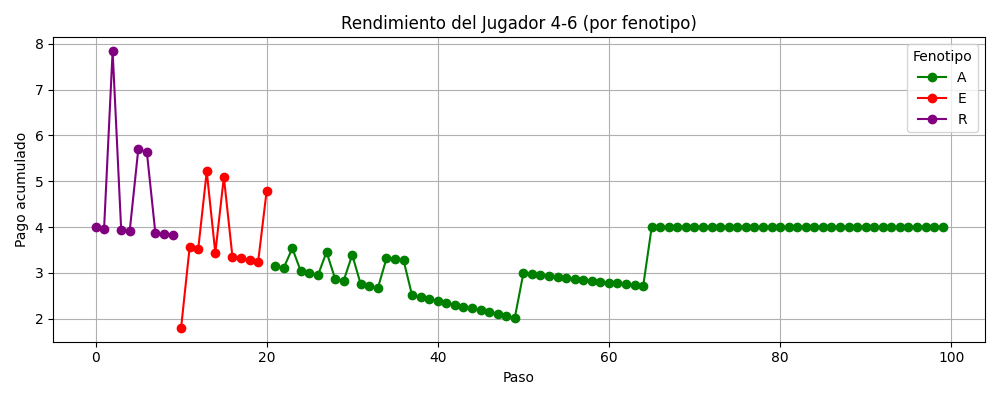 Rendimiento del Jugador 4-6 (por fenotipo)
Pago acumulado
8
7
6
5
4
3
2
Fenotipo
A
E
R
0 20 40 60 80 100
Paso